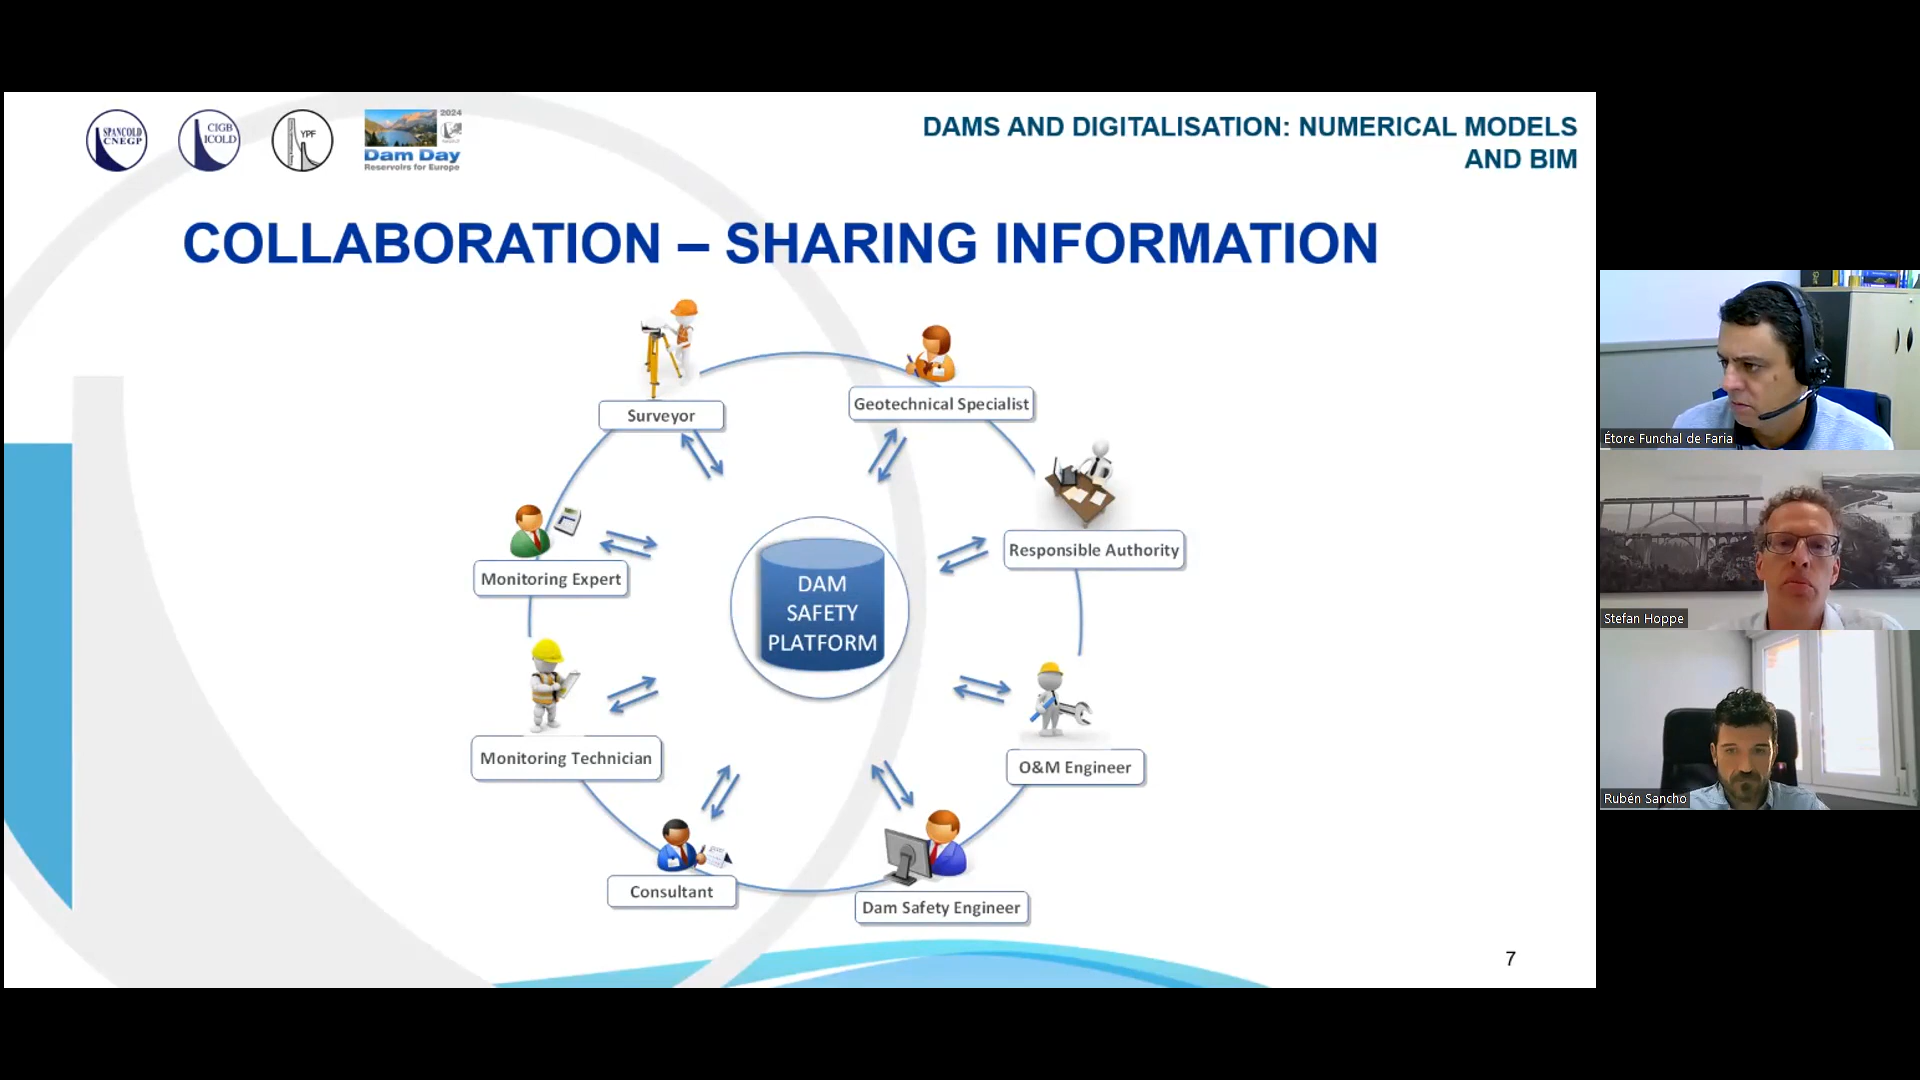 SPANCOLD
CNEGP
CIGB
ICOLD
YPF
2024
Dam Day
Reservoirs for Europe
DAMS AND DIGITALISATION: NUMERICAL MODELS
AND BIM
COLLABORATION – SHARING INFORMATION
Surveyor
Geotechnical Specialist
Responsible Authority
Monitoring Expert
DAM
SAFETY
PLATFORM
Monitoring Technician
O&M Engineer
Consultant
Dam Safety Engineer
7
Étore Funchal de Faria
Stefan Hoppe
Rubén Sancho